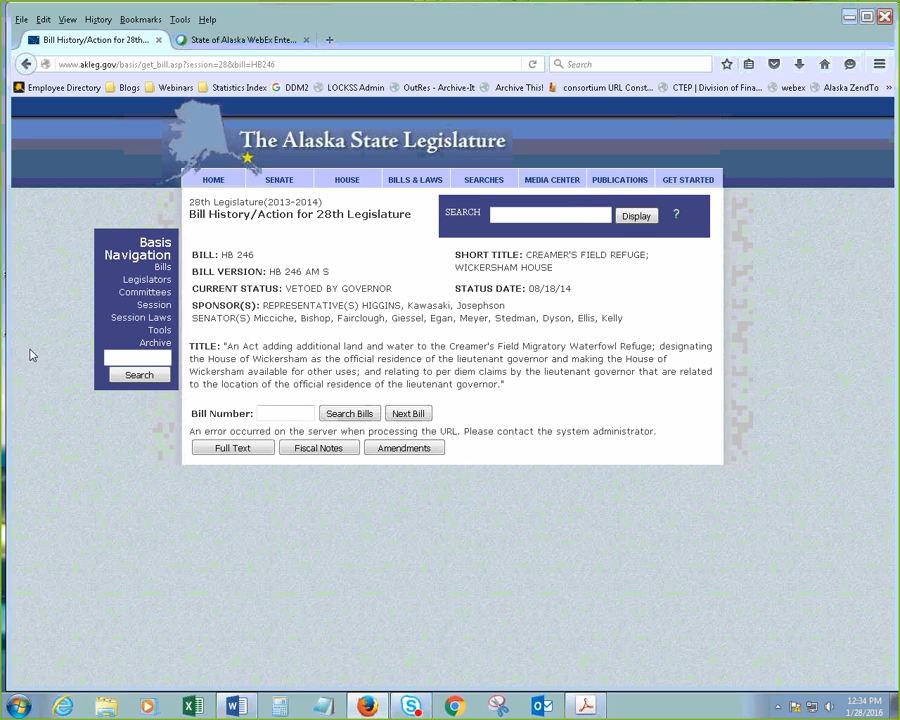 File Edit View History Bookmarks Tools Help
Bill History/Action for 28th... × State of Alaska WebEx Ente... × +
www.akleg.gov/basis/get_bill.asp?session=28&bill=HB246 Search
Employee Directory Blogs Webinars Statistics Index DDM2 LOCKSS Admin OutRes - Archive-It Archive This! consortium URL Const... CTEP | Division of Fina... webex Alaska ZendTo »
The Alaska State Legislature
HOME SENATE HOUSE BILLS & LAWS SEARCHES MEDIA CENTER PUBLICATIONS GET STARTED
28th Legislature(2013-2014)
Bill History/Action for 28th Legislature
SEARCH Display ?
Basis
Navigation
Bills
Legislators
Committees
Session
Session Laws
Tools
Archive
Search
BILL: HB 246
SHORT TITLE: CREAMER'S FIELD REFUGE;
WICKERSHAM HOUSE
BILL VERSION: HB 246 AM S
CURRENT STATUS: VETOED BY GOVERNOR
STATUS DATE: 08/18/14
SPONSOR(S): REPRESENTATIVE(S) HIGGINS, Kawasaki, Josephson
SENATOR(S) Micciche, Bishop, Fairclough, Giessel, Egan, Meyer, Stedman, Dyson, Ellis, Kelly
TITLE: "An Act adding additional land and water to the Creamer's Field Migratory Waterfowl Refuge; designating
the House of Wickersham as the official residence of the lieutenant governor and making the House of
Wickersham available for other uses; and relating to per diem claims by the lieutenant governor that are related
to the location of the official residence of the lieutenant governor."
Bill Number: Search Bills Next Bill
An error occurred on the server when processing the URL. Please contact the system administrator.
Full Text Fiscal Notes Amendments
12:34 PM
1/28/2016